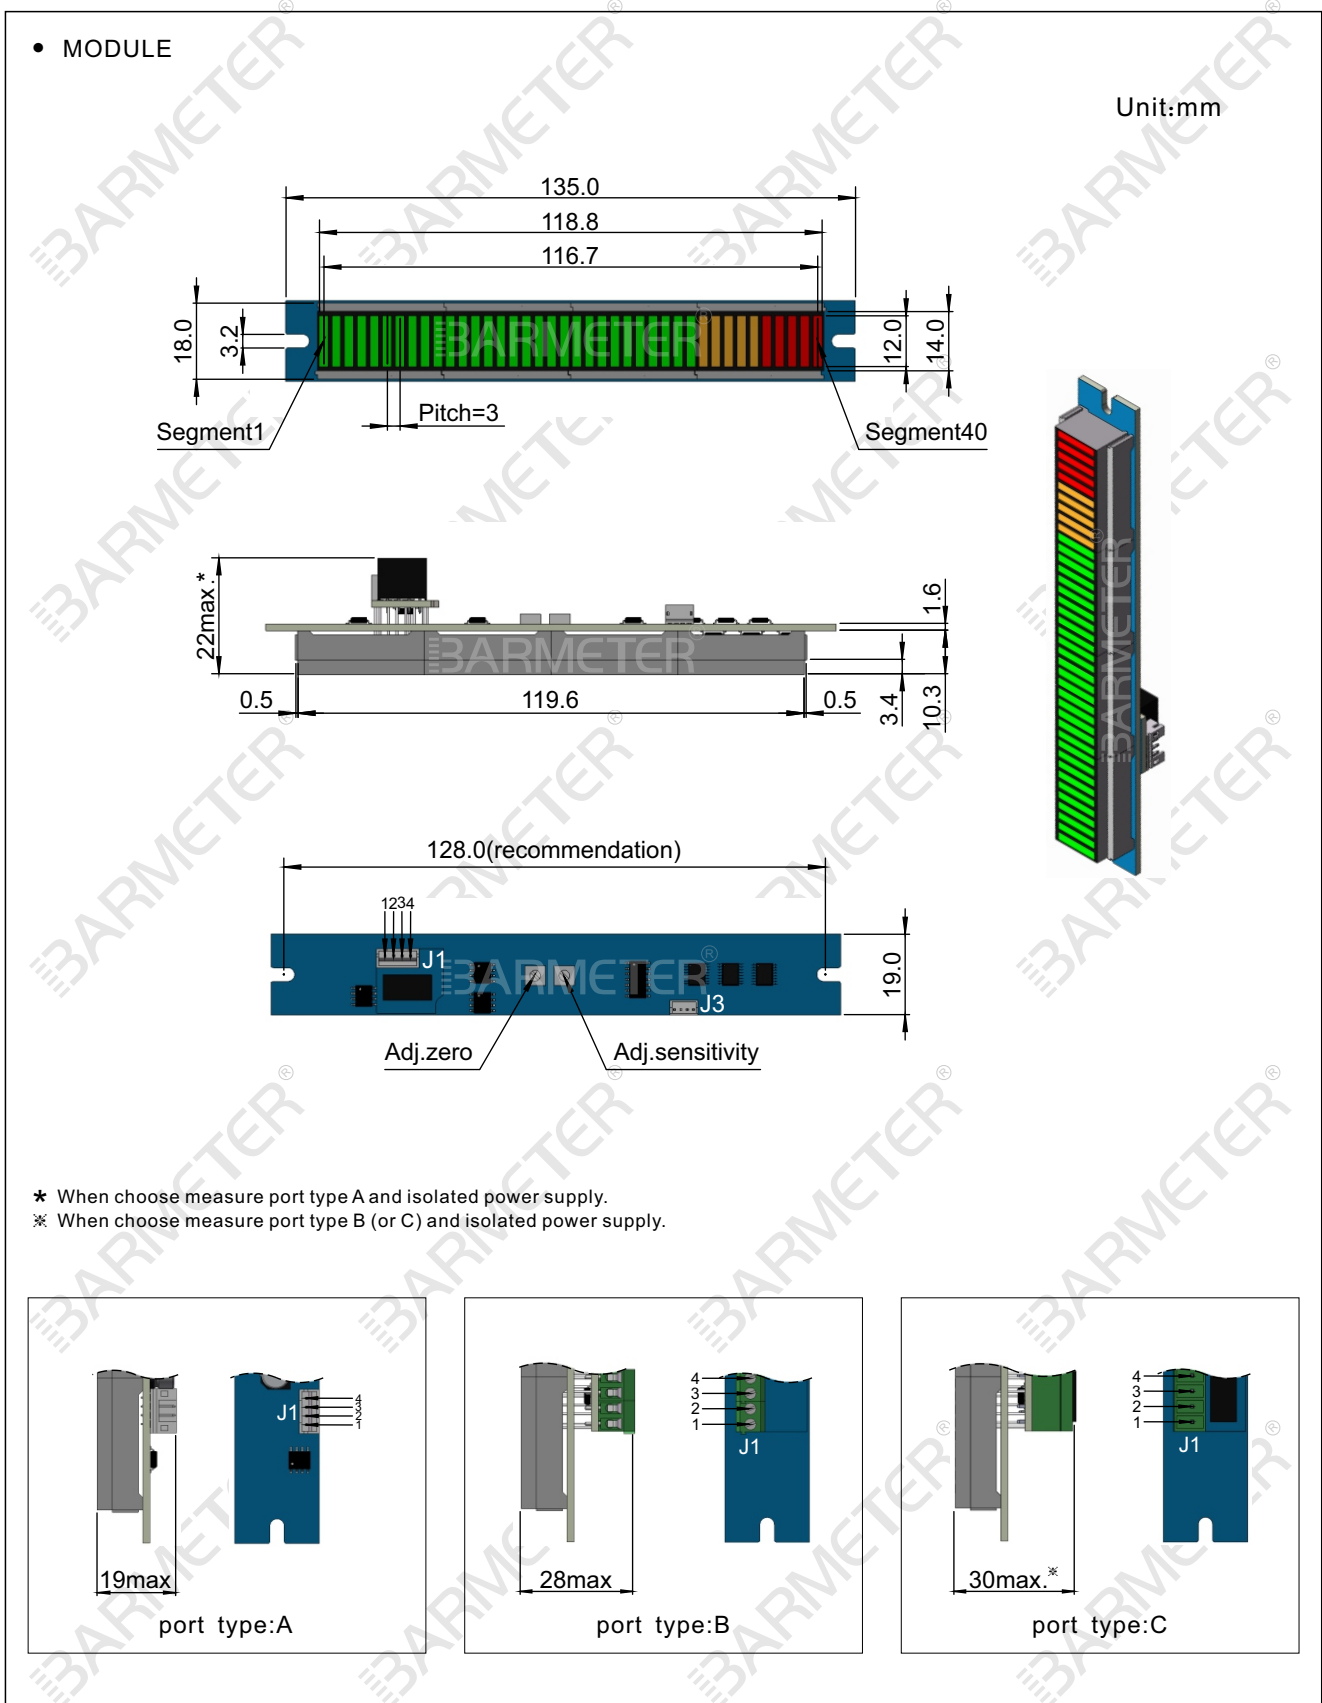 • MODULE
Unit:mm
135.0
118.8
116.7
18.0
3.2
BARMETER®
12.0
14.0
Pitch=3
Segment1
Segment40
22max.*
1.6
BARMETER
0.5
119.6
0.5
3.4
10.3
BARMETER®
128.0(recommendation)
1234
J1
BARMETER®
J3
19.0
Adj.zero
Adj.sensitivity
* When choose measure port type A and isolated power supply.
※ When choose measure port type B (or C) and isolated power supply.
4
3
2
1
J1
19max
port type:A
4
3
2
1
J1
28max
port type:B
4
3
2
1
J1
30max.※
port type:C